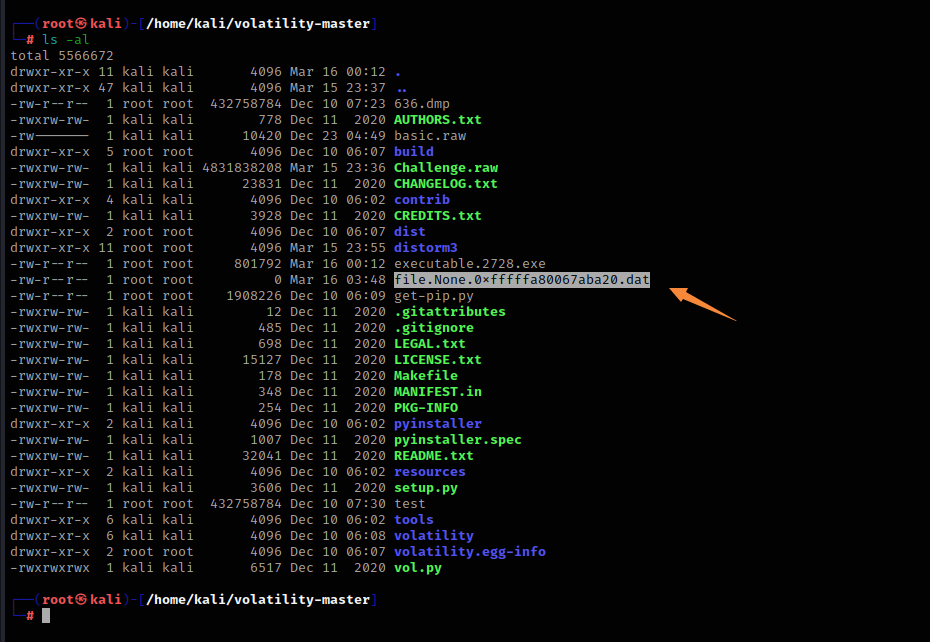 ┌──(root㉿kali)-[/home/kali/volatility-master]
└─# ls -al
total 5566672
drwxr-xr-x 11 kali kali       4096 Mar 16 00:12 .
drwxr-xr-x 47 kali kali       4096 Mar 15 23:37 ..
-rw-r--r--  1 root root  432758784 Dec 10 07:23 636.dmp
-rwxrw-rw-  1 kali kali        778 Dec 11  2020 AUTHORS.txt
-rw-------  1 kali kali      10420 Dec 23 04:49 basic.raw
drwxr-xr-x  5 root root       4096 Dec 10 06:07 build
-rwxrw-rw-  1 kali kali 4831838208 Mar 15 23:36 Challenge.raw
-rwxrw-rw-  1 kali kali      23831 Dec 11  2020 CHANGELOG.txt
drwxr-xr-x  4 kali kali       4096 Dec 10 06:02 contrib
-rwxrw-rw-  1 kali kali       3928 Dec 11  2020 CREDITS.txt
drwxr-xr-x  2 root root       4096 Dec 10 06:07 dist
drwxr-xr-x 11 root root       4096 Mar 15 23:55 distorm3
-rw-r--r--  1 root root     801792 Mar 16 00:12 executable.2728.exe
-rw-r--r--  1 root root          0 Mar 16 03:48 file.None.0×fffffa80067aba20.dat
-rw-r--r--  1 root root    1908226 Dec 10 06:09 get-pip.py
-rwxrw-rw-  1 kali kali         12 Dec 11  2020 .gitattributes
-rwxrw-rw-  1 kali kali        485 Dec 11  2020 .gitignore
-rwxrw-rw-  1 kali kali        698 Dec 11  2020 LEGAL.txt
-rwxrw-rw-  1 kali kali      15127 Dec 11  2020 LICENSE.txt
-rwxrw-rw-  1 kali kali        178 Dec 11  2020 Makefile
-rwxrw-rw-  1 kali kali        348 Dec 11  2020 MANIFEST.in
-rwxrw-rw-  1 kali kali        254 Dec 11  2020 PKG-INFO
drwxr-xr-x  2 kali kali       4096 Dec 10 06:02 pyinstaller
-rwxrw-rw-  1 kali kali       1007 Dec 11  2020 pyinstaller.spec
-rwxrw-rw-  1 kali kali      32041 Dec 11  2020 README.txt
drwxr-xr-x  2 kali kali       4096 Dec 10 06:02 resources
-rwxrw-rw-  1 kali kali       3606 Dec 11  2020 setup.py
-rw-r--r--  1 root root  432758784 Dec 10 07:30 test
drwxr-xr-x  6 kali kali       4096 Dec 10 06:02 tools
drwxr-xr-x  6 kali kali       4096 Dec 10 06:08 volatility
drwxr-xr-x  2 root root       4096 Dec 10 06:07 volatility.egg-info
-rwxrwxrwx  1 kali kali       6517 Dec 11  2020 vol.py
┌──(root㉿kali)-[/home/kali/volatility-master]
└─#